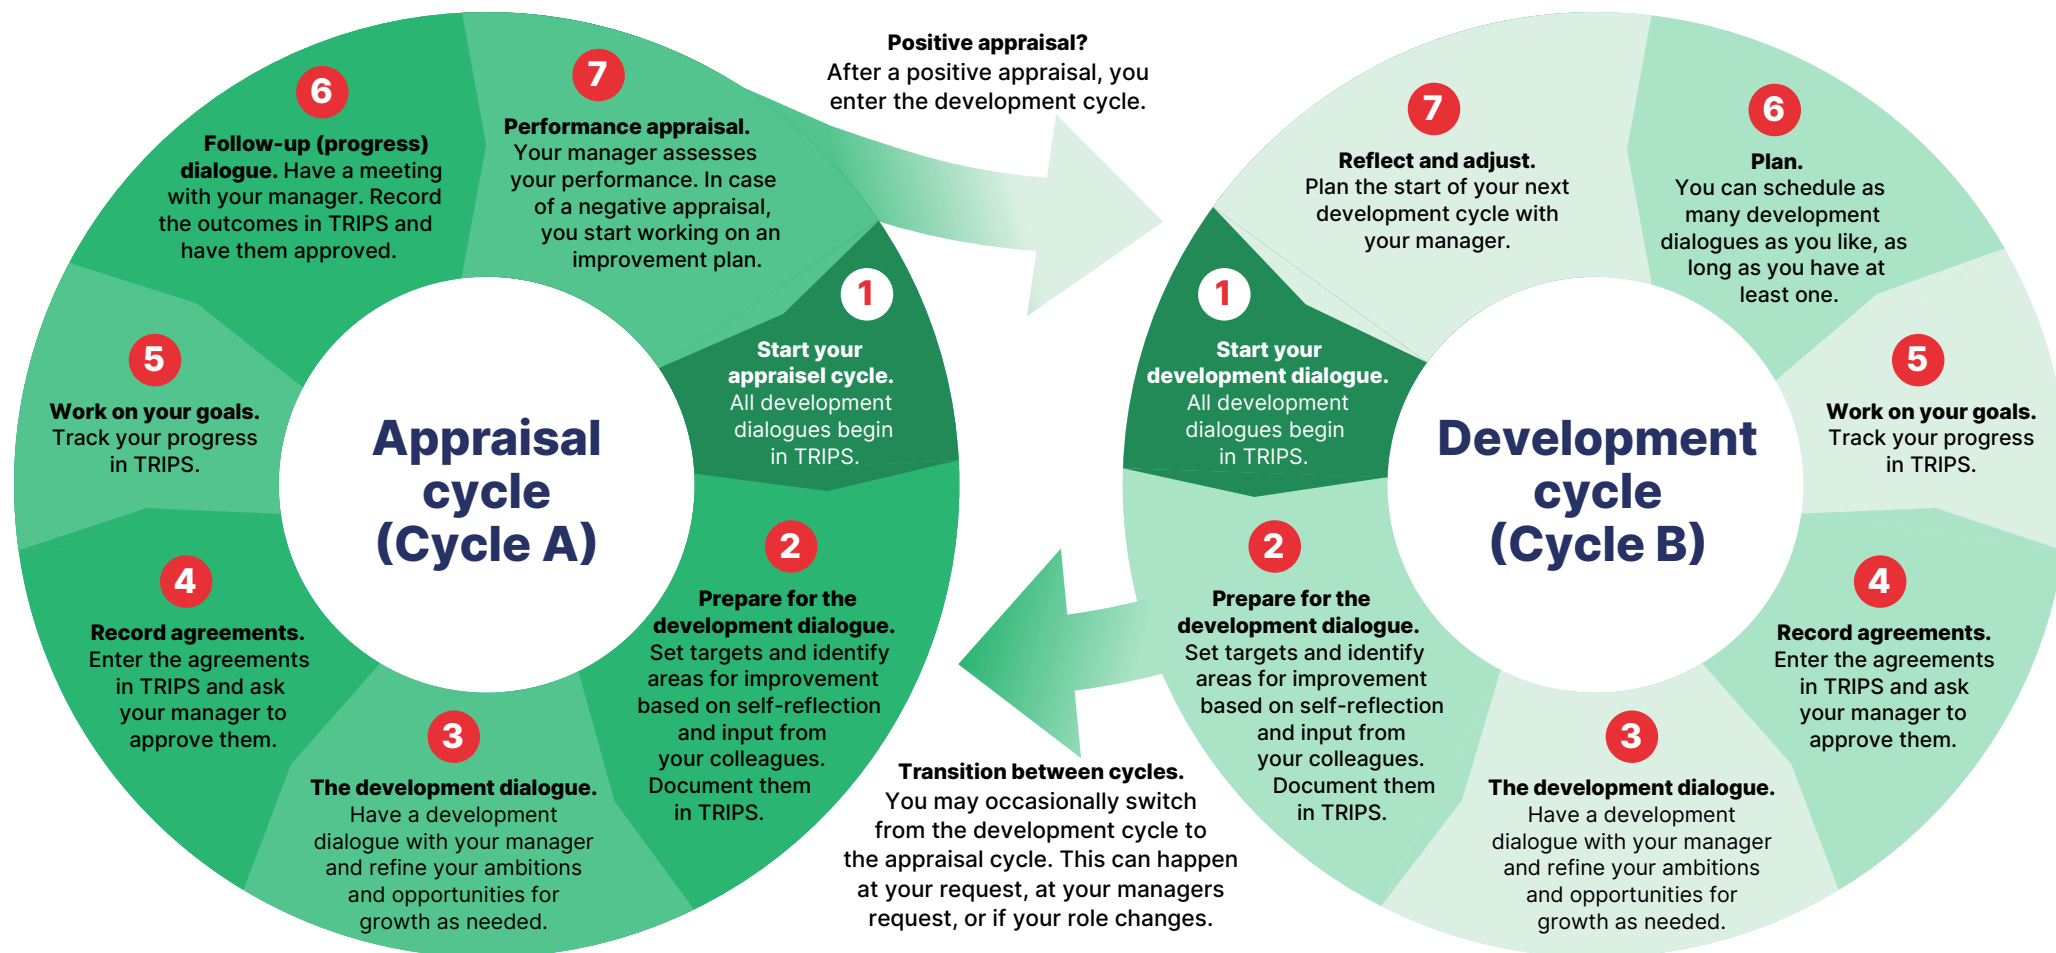 Positive appraisal?
After a positive appraisal, you
enter the development cycle.
Appraisal
cycle
(Cycle A)
1
Start your
appraisel cycle.
All development
dialogues begin
in TRIPS.
2
Prepare for the
development dialogue.
Set targets and identify
areas for improvement
based on self-reflection
and input from
your colleagues.
Document them
in TRIPS.
3
The development dialogue.
Have a development
dialogue with your manager
and refine your ambitions
and opportunities for
growth as needed.
4
Record agreements.
Enter the agreements
in TRIPS and ask
your manager to
approve them.
5
Work on your goals.
Track your progress
in TRIPS.
6
Follow-up (progress)
dialogue. Have a meeting
with your manager. Record
the outcomes in TRIPS and
have them approved.
7
Performance appraisal.
Your manager assesses
your performance. In case
of a negative appraisal,
you start working on an
improvement plan.
Development
cycle
(Cycle B)
1
Start your
development dialogue.
All development
dialogues begin
in TRIPS.
2
Prepare for the
development dialogue.
Set targets and identify
areas for improvement
based on self-reflection
and input from
your colleagues.
Document them
in TRIPS.
3
The development dialogue.
Have a development
dialogue with your manager
and refine your ambitions
and opportunities for
growth as needed.
4
Record agreements.
Enter the agreements
in TRIPS and ask
your manager to
approve them.
5
Work on your goals.
Track your progress
in TRIPS.
6
Plan.
You can schedule as
many development
dialogues as you like, as
long as you have at
least one.
7
Reflect and adjust.
Plan the start of your next
development cycle with
your manager.
Transition between cycles.
You may occasionally switch
from the development cycle to
the appraisal cycle. This can happen
at your request, at your managers
request, or if your role changes.